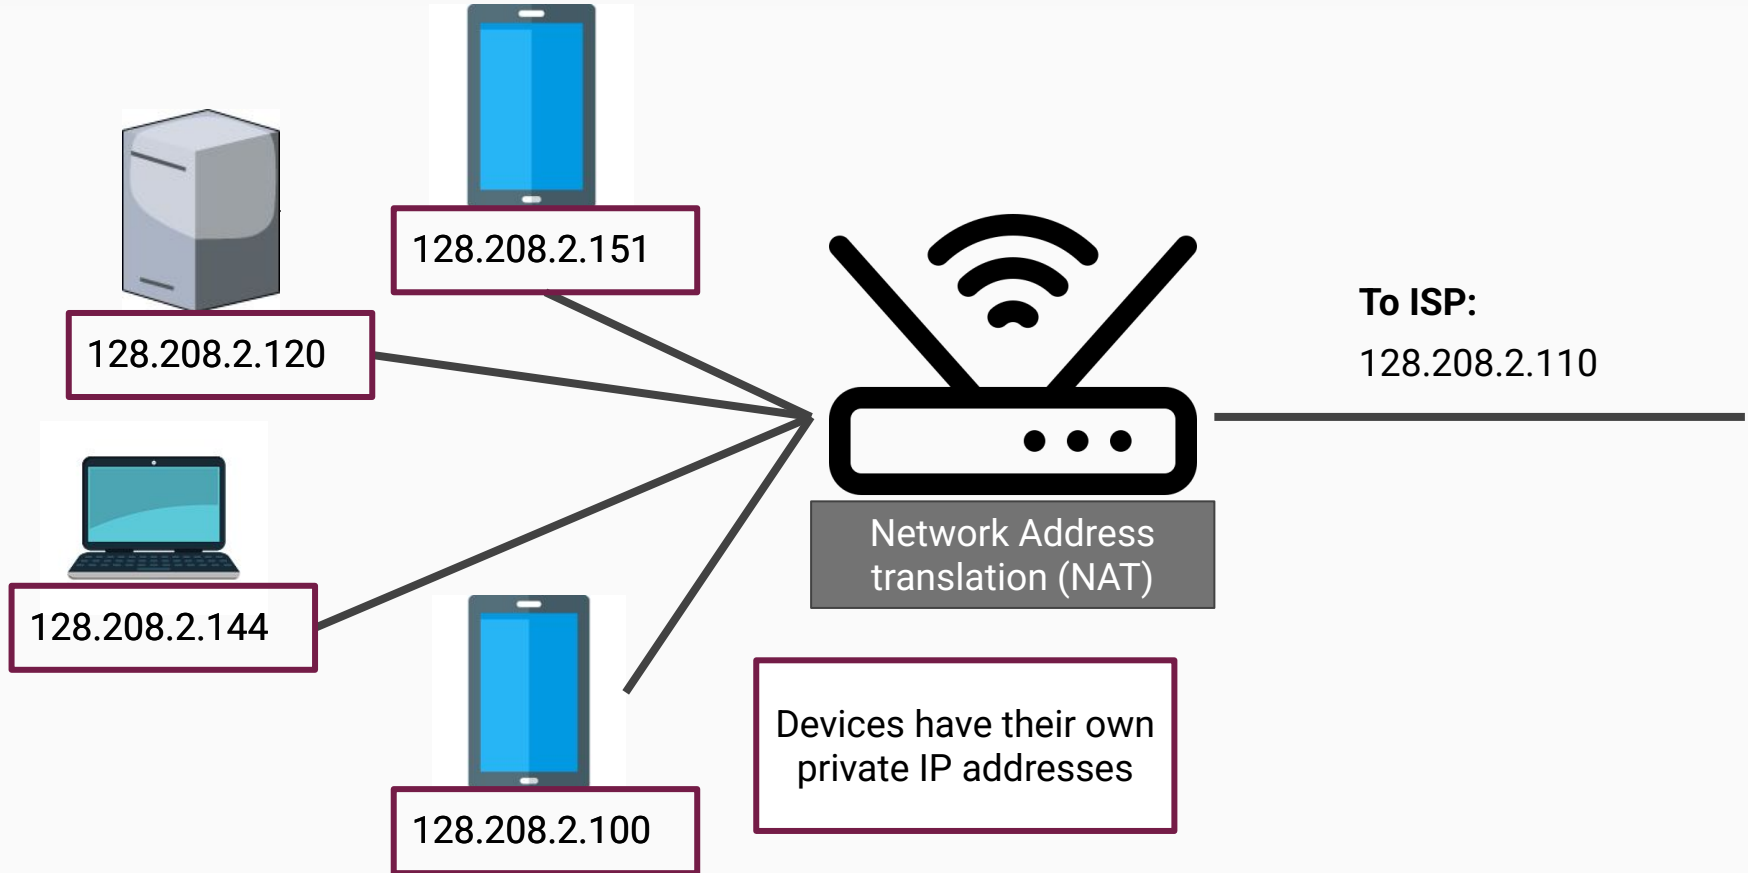 128.208.2.151
128.208.2.120
To ISP:
128.208.2.110
128.208.2.144
Network Address
translation (NAT)
Devices have their own
private IP addresses
128.208.2.100